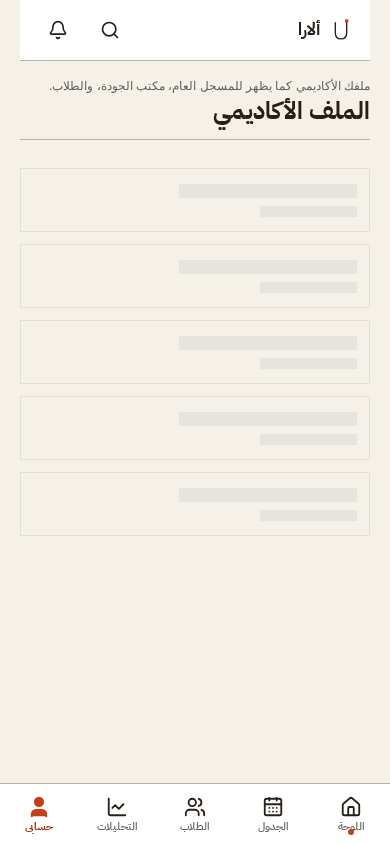 ألارا
ملفك الأكاديمي كما يظهر للمسجل العام، مكتب الجودة، والطلاب.
الملف الأكاديمي
اللوحة
الجدول
الطلاب
التحليلات
حسابي